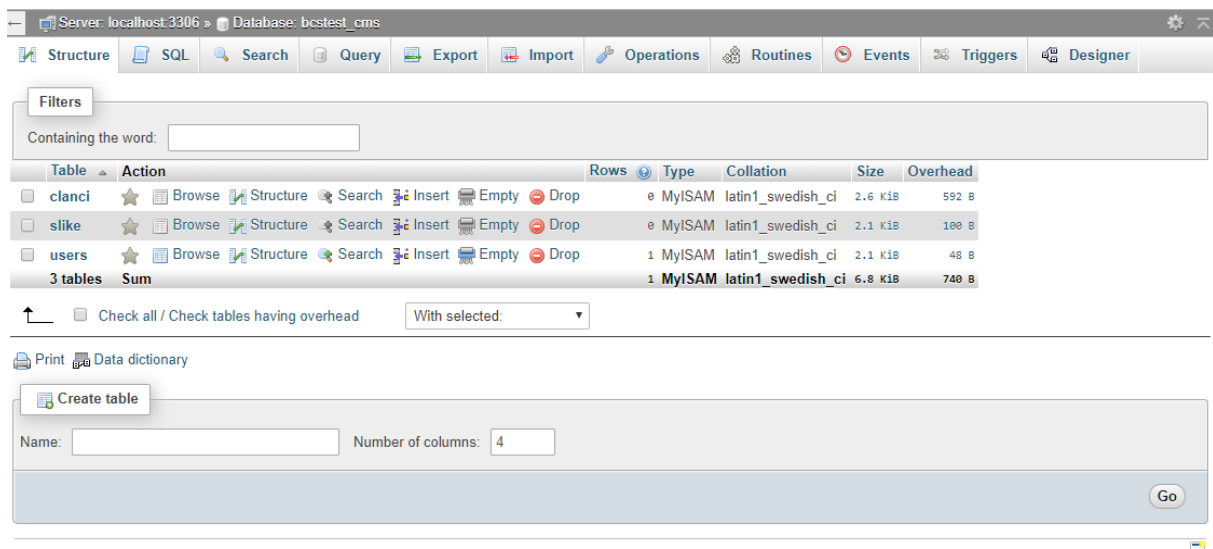 Server: localhost:3306 » Database: bcstest_cms
Structure SQL Search Query Export Import Operations Routines Events Triggers Designer
Filters
Containing the word:
Table Action Rows Type Collation Size Overhead
clanci Browse Structure Search Insert Empty Drop 0 MyISAM latin1_swedish_ci 2.6 KiB 592 B
slike Browse Structure Search Insert Empty Drop 0 MyISAM latin1_swedish_ci 2.1 KiB 100 B
users Browse Structure Search Insert Empty Drop 1 MyISAM latin1_swedish_ci 2.1 KiB 48 B
3 tables Sum 1 MyISAM latin1_swedish_ci 6.8 KiB 740 B
Check all / Check tables having overhead With selected:
Print Data dictionary
Create table
Name: Number of columns: 4
Go